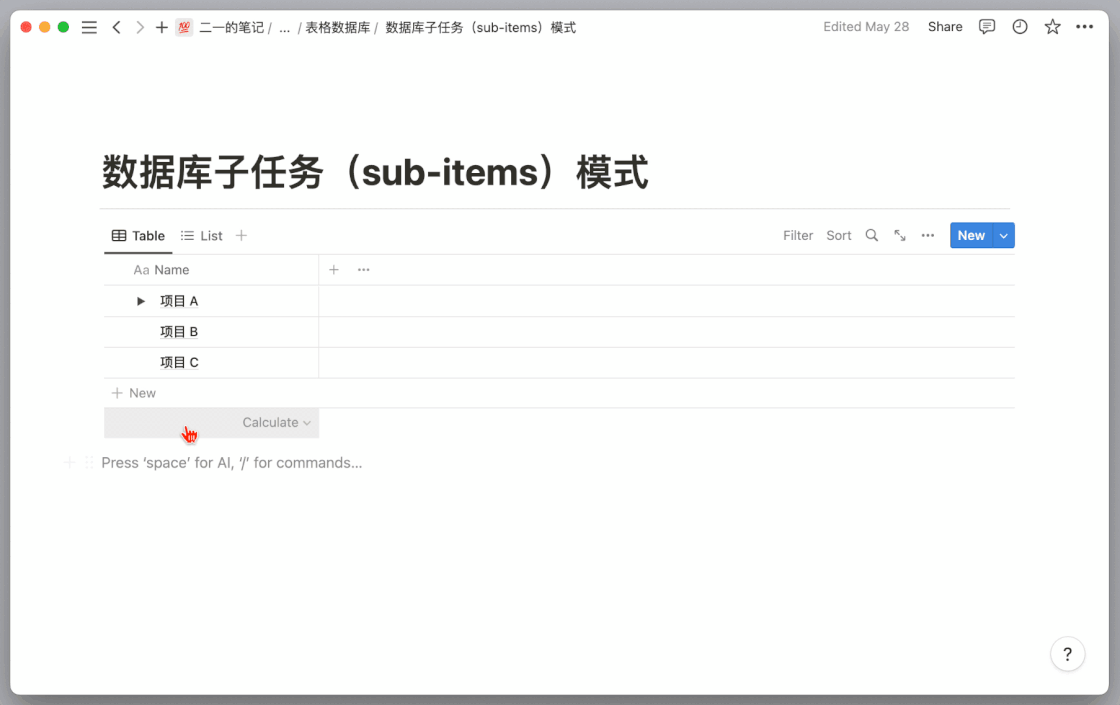 二一的笔记 / ... / 表格数据库 / 数据库子任务（sub-items）模式 Edited May 28 Share
数据库子任务（sub-items）模式
Table List Filter Sort New
Aa Name
项目 A
项目 B
项目 C
New
Calculate
Press ‘space’ for AI, ‘/’ for commands...
?